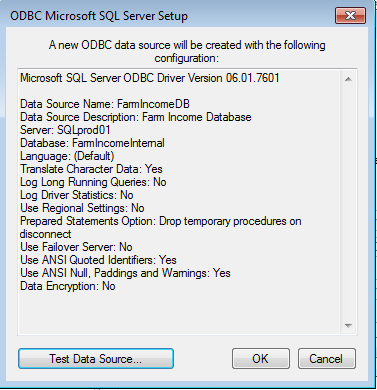 ODBC Microsoft SQL Server Setup
A new ODBC data source will be created with the following
configuration:
Microsoft SQL Server ODBC Driver Version 06.01.7601
Data Source Name: FarmIncomeDB
Data Source Description: Farm Income Database
Server: SQLprod01
Database: FarmIncomeInternal
Language: (Default)
Translate Character Data: Yes
Log Long Running Queries: No
Log Driver Statistics: No
Use Regional Settings: No
Prepared Statements Option: Drop temporary procedures on
disconnect
Use Failover Server: No
Use ANSI Quoted Identifiers: Yes
Use ANSI Null, Paddings and Warnings: Yes
Data Encryption: No
Test Data Source... OK Cancel